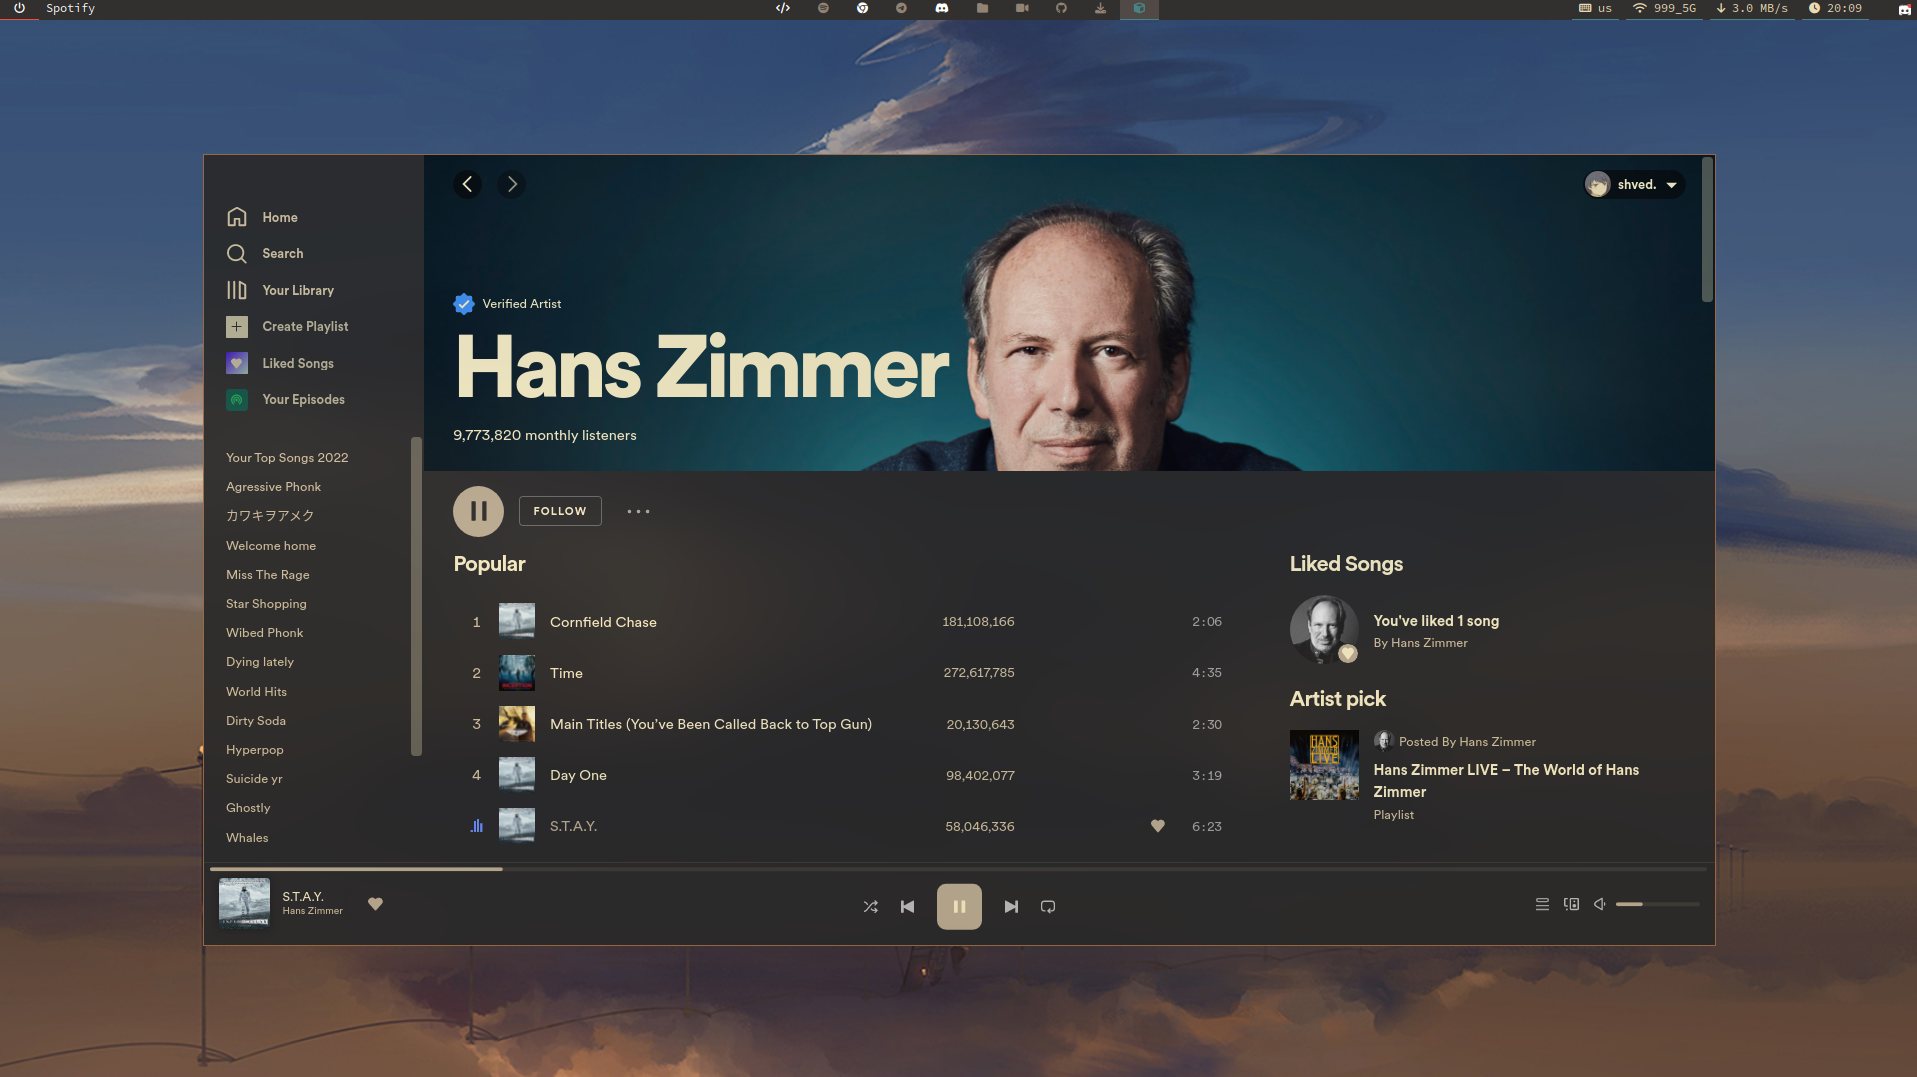 Spotify
us
999_5G
3.0 MB/s
20:09
Home
Search
Your Library
Create Playlist
Liked Songs
Your Episodes
Your Top Songs 2022
Agressive Phonk
カワキヲアメク
Welcome home
Miss The Rage
Star Shopping
Wibed Phonk
Dying lately
World Hits
Dirty Soda
Hyperpop
Suicide yr
Ghostly
Whales
shved.
Verified Artist
Hans Zimmer
9,773,820 monthly listeners
FOLLOW
Popular
1 Cornfield Chase 181,108,166 2:06
2 Time 272,617,785 4:35
3 Main Titles (You've Been Called Back to Top Gun) 20,130,643 2:30
4 Day One 98,402,077 3:19
S.T.A.Y. 58,046,336 6:23
Liked Songs
You've liked 1 song
By Hans Zimmer
Artist pick
HANS
ZIMMER
LIVE
Posted By Hans Zimmer
Hans Zimmer LIVE – The World of Hans
Zimmer
Playlist
S.T.A.Y.
Hans Zimmer